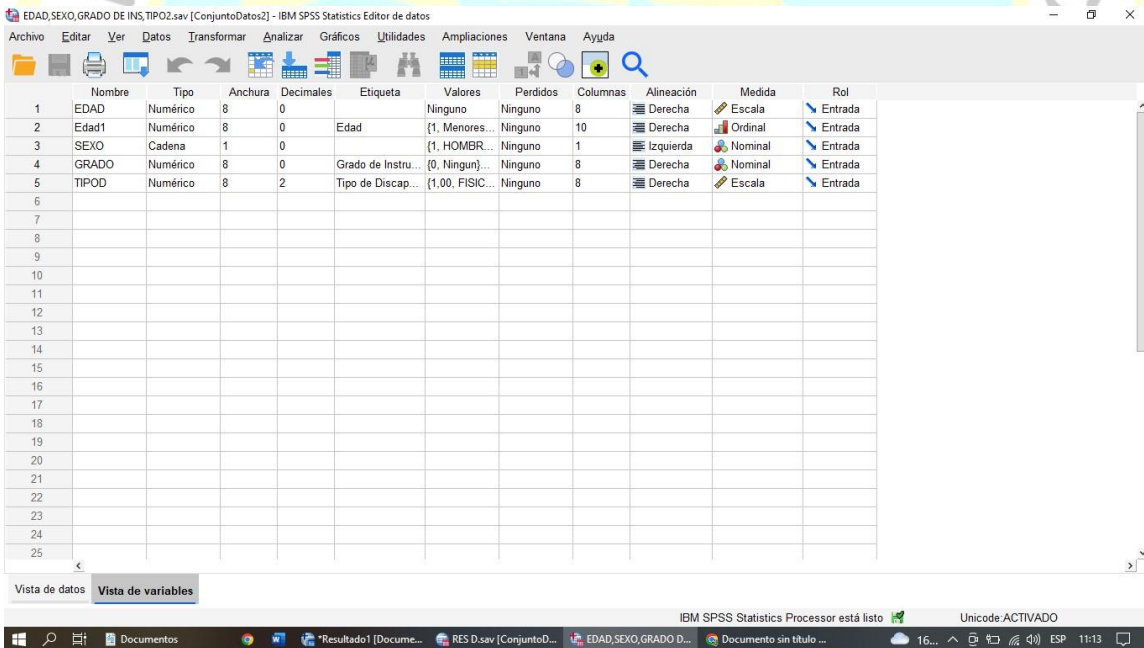 EDAD,SEXO,GRADO DE INS,TIPO2.sav [ConjuntoDatos2] - IBM SPSS Statistics Editor de datos
Archivo Editar Ver Datos Transformar Analizar Gráficos Utilidades Ampliaciones Ventana Ayuda
Nombre Tipo Anchura Decimales Etiqueta Valores Perdidos Columnas Alineación Medida Rol
1 EDAD Numérico 8 0 Ninguno Ninguno 8 Derecha Escala Entrada
2 Edad1 Numérico 8 0 Edad {1, Menores... Ninguno 10 Derecha Ordinal Entrada
3 SEXO Cadena 1 0 {1, HOMBR... Ninguno 1 Izquierda Nominal Entrada
4 GRADO Numérico 8 0 Grado de Instru... {0, Ningun}... Ninguno 8 Derecha Nominal Entrada
5 TIPOD Numérico 8 2 Tipo de Discap... {1,00, FISIC... Ninguno 8 Derecha Escala Entrada
6
7
8
9
10
11
12
13
14
15
16
17
18
19
20
21
22
23
24
25
Vista de datos Vista de variables
IBM SPSS Statistics Processor está listo Unicode:ACTIVADO
Documentos *Resultado1 [Docume... RES D.sav [ConjuntoD... EDAD,SEXO,GRADO D... Documento sin título ... 16... ESP 11:13